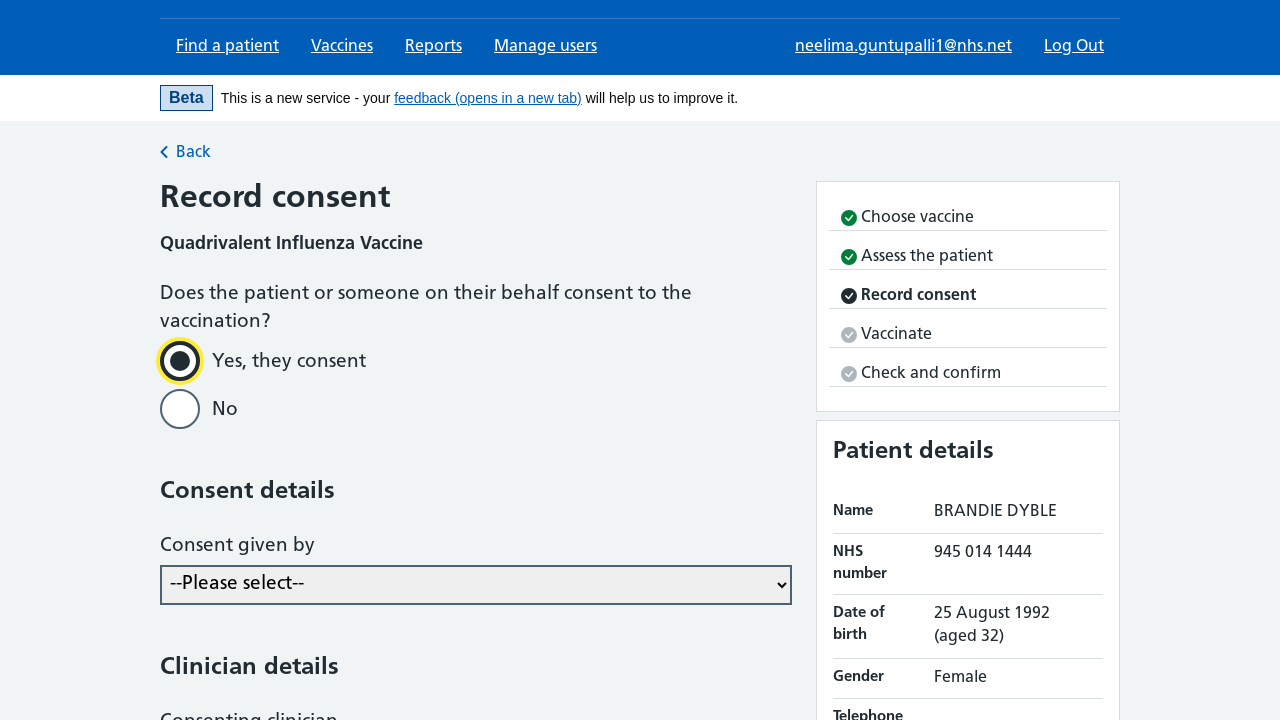 Find a patient
Vaccines
Reports
Manage users
neelima.guntupalli1@nhs.net
Log Out
Beta
This is a new service - your feedback (opens in a new tab) will help us to improve it.
Back
Record consent
Quadrivalent Influenza Vaccine
Does the patient or someone on their behalf consent to the
vaccination?
Yes, they consent
No
Consent details
Consent given by
--Please select--
Clinician details
Consenting clinician
Choose vaccine
Assess the patient
Record consent
Vaccinate
Check and confirm
Patient details
Name
BRANDIE DYBLE
NHS
number
945 014 1444
Date of
birth
25 August 1992
(aged 32)
Gender
Female
Telephone